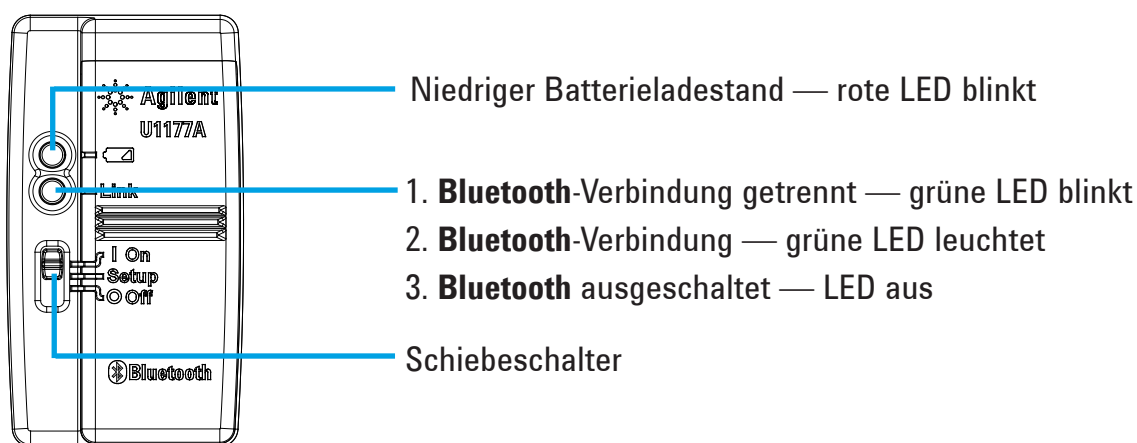 Agilent
U1177A
Link
I On
Setup
O Off
Bluetooth
Niedriger Batterieladestand — rote LED blinkt
1. Bluetooth-Verbindung getrennt — grüne LED blinkt
2. Bluetooth-Verbindung — grüne LED leuchtet
3. Bluetooth ausgeschaltet — LED aus
Schiebeschalter